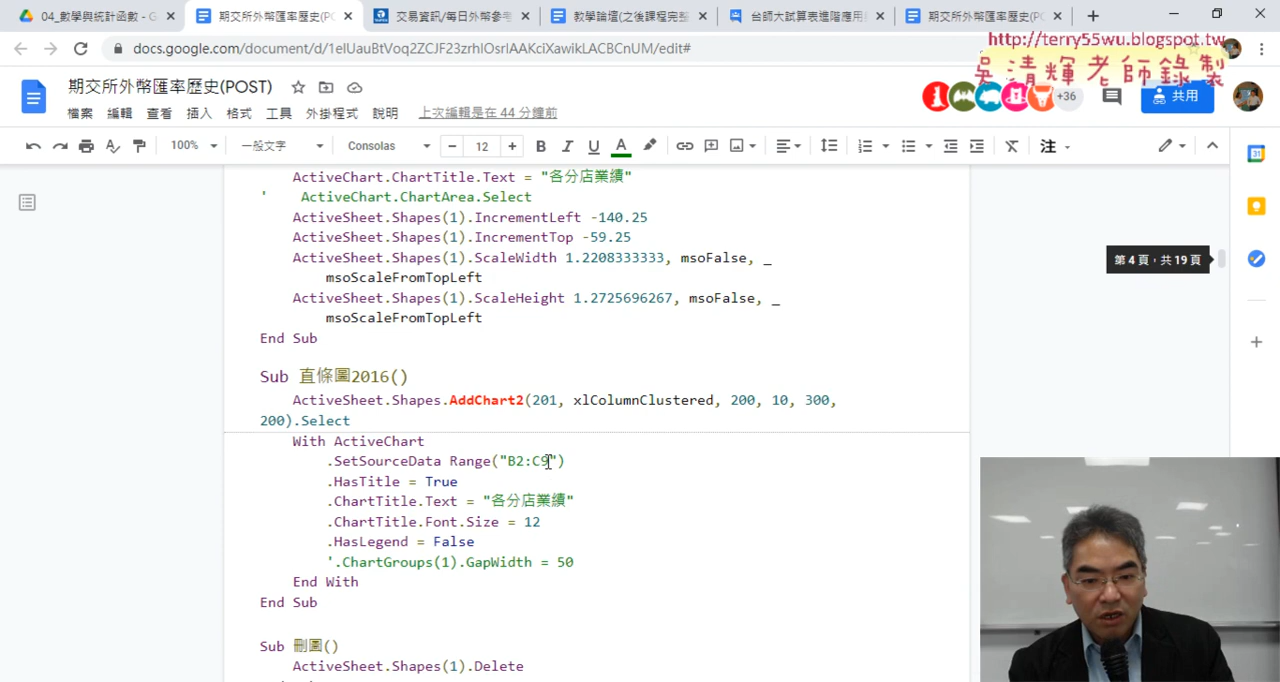 04_數學與統計函數 - G
期交所外幣匯率歷史(POST)
交易資訊/每日外幣參考
教學論壇(之後課程完整
台師大試算表進階應用
期交所外幣匯率歷史(PO
docs.google.com/document/d/1elUauBtVoq2ZCJF23zrhlOsrlAAKciXawikLACBCnUM/edit#
http://terry55wu.blogspot.tw
吳清輝老師錄製
期交所外幣匯率歷史(POST)
檔案 編輯 查看 插入 格式 工具 外掛程式 說明 上次編輯是在 44 分鐘前
+36
共用
100% 一般文字 Consolas 12 B I U A 注
ActiveChart.ChartTitle.Text = "各分店業績"
' ActiveChart.ChartArea.Select
ActiveSheet.Shapes(1).IncrementLeft -140.25
ActiveSheet.Shapes(1).IncrementTop -59.25
ActiveSheet.Shapes(1).ScaleWidth 1.2208333333, msoFalse, _
msoScaleFromTopLeft
ActiveSheet.Shapes(1).ScaleHeight 1.2725696267, msoFalse, _
msoScaleFromTopLeft
End Sub
第 4 頁，共 19 頁
Sub 直條圖2016()
ActiveSheet.Shapes.AddChart2(201, xlColumnClustered, 200, 10, 300,
200).Select
With ActiveChart
.SetSourceData Range("B2:C9")
.HasTitle = True
.ChartTitle.Text = "各分店業績"
.ChartTitle.Font.Size = 12
.HasLegend = False
'.ChartGroups(1).GapWidth = 50
End With
End Sub
Sub 刪圖()
ActiveSheet.Shapes(1).Delete